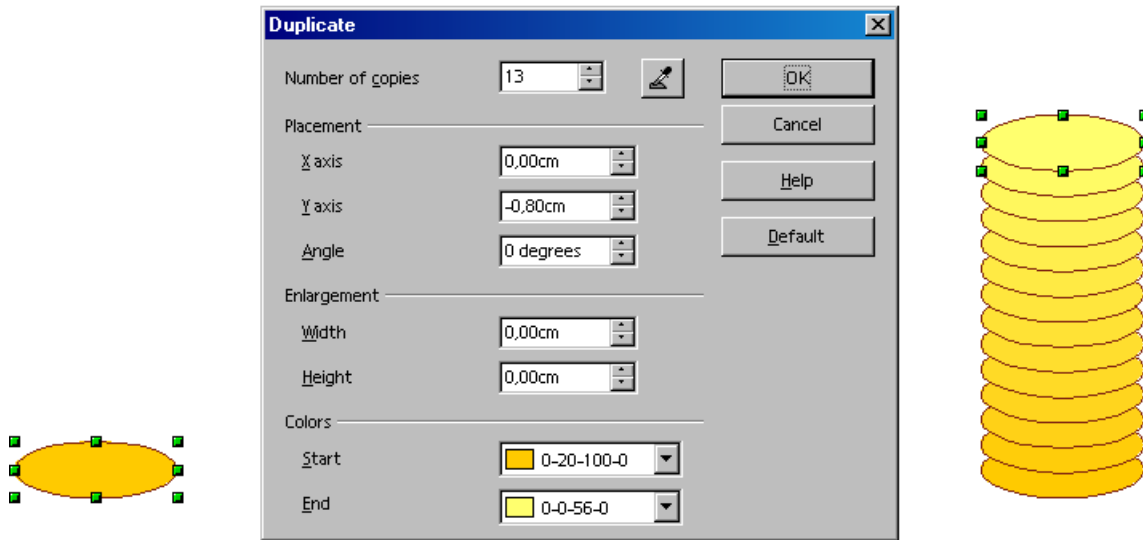 Duplicate
Number of copies 13 OK
Placement Cancel
X axis 0,00cm
Help
Y axis -0,80cm
Default
Angle 0 degrees
Enlargement
Width 0,00cm
Height 0,00cm
Colors
Start 0-20-100-0
End 0-0-56-0